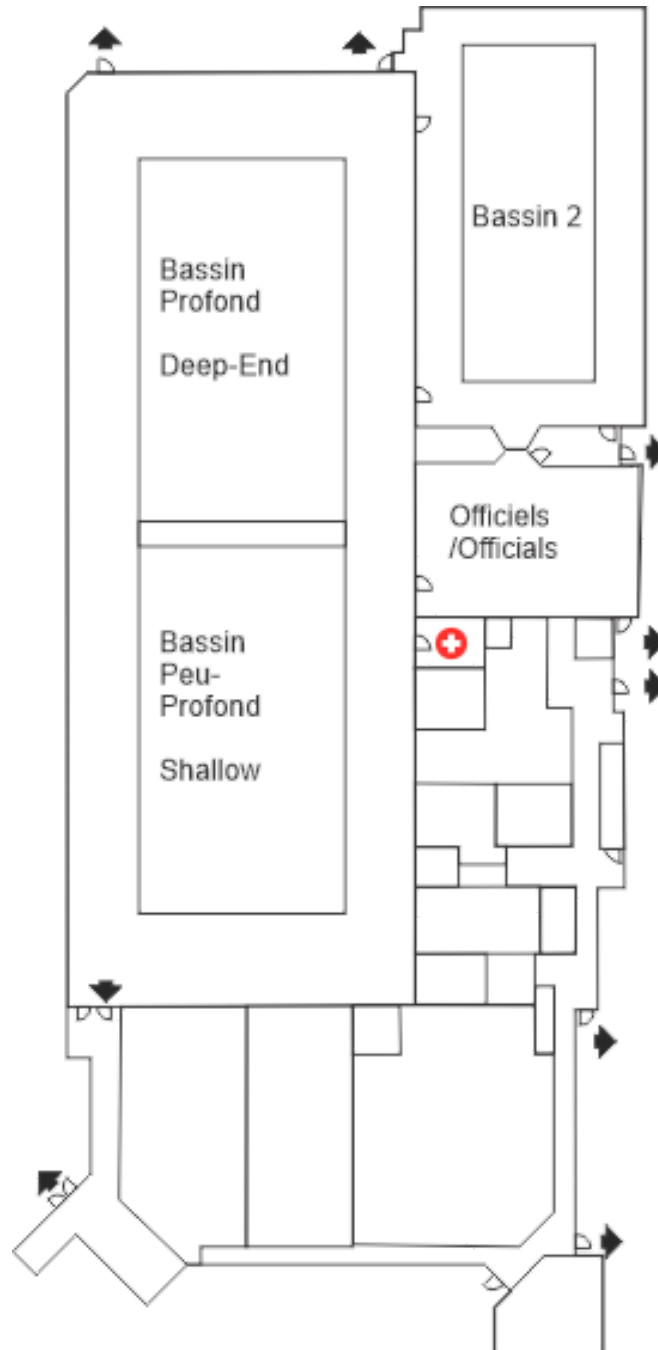 Bassin 2
Bassin
Profond
Deep-End
Officiels
/Officials
Bassin
Peu-
Profond
Shallow